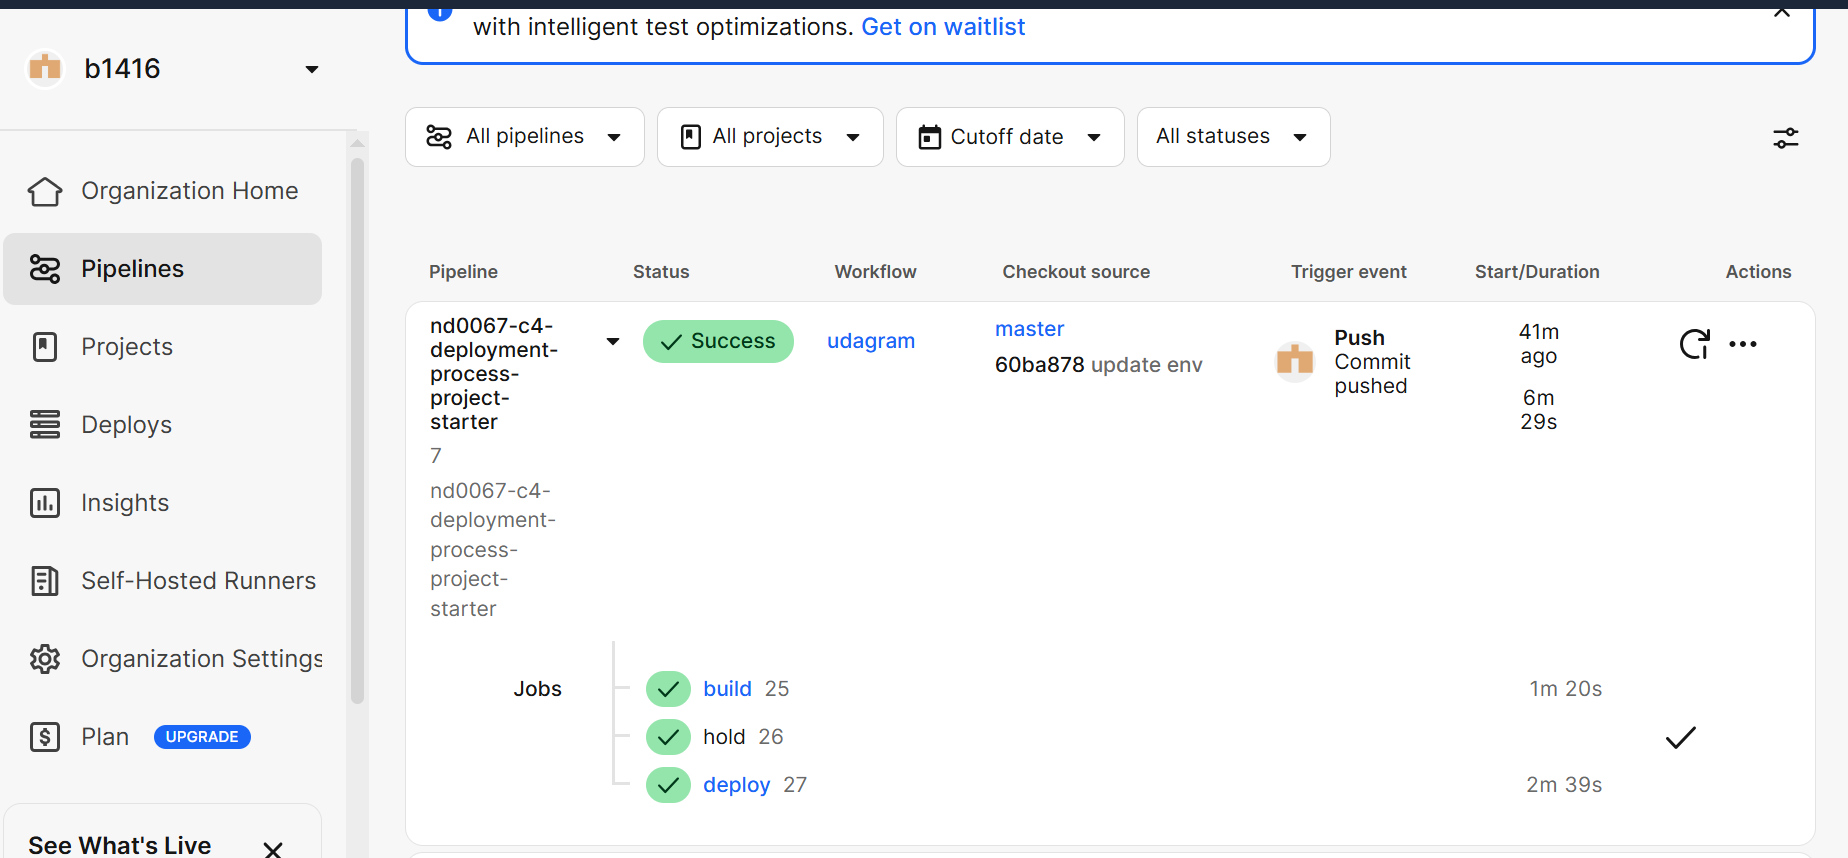 with intelligent test optimizations. Get on waitlist
b1416
All pipelines
All projects
Cutoff date
All statuses
Organization Home
Pipelines
Projects
Deploys
Insights
Self-Hosted Runners
Organization Settings
Plan UPGRADE
See What's Live
Pipeline Status Workflow Checkout source Trigger event Start/Duration Actions
nd0067-c4-
deployment-
process-
project-
starter
7
nd0067-c4-
deployment-
process-
project-
starter
Success
udagram
master
60ba878 update env
Push
Commit
pushed
41m
ago
6m
29s
Jobs
build 25 1m 20s
hold 26
deploy 27 2m 39s